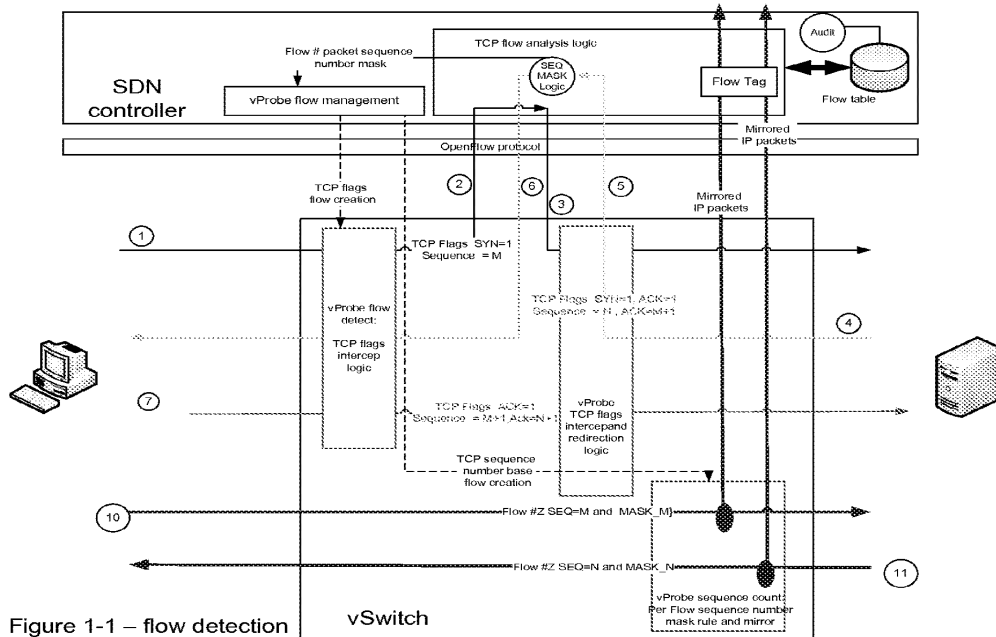 Audit
TCP flow analysis logic
Flow # packet sequence
number mask
SEQ
MASK
Logic
SDN
controller
vProbe flow management
Flow Tag
Flow table
Mirrored
IP packets
OpenFlow protocol
TCP flags
flow creation
2
6
5
3
Mirrored
IP packets
1
TCP Flags SYN=1
Sequence = M
vProbe flow
detect:
TCP flags
intercep
logic
TCP Flags SYN=1, ACK=1
Sequence = N , ACK=M+1
4
7
TCP Flags ACK=1
Sequence = M+1,Ack=N+1
vProbe
TCP flags
intercepand
redirection
logic
TCP sequence
number base
flow creation
10
Flow #Z SEQ=M and MASK_M}
Flow #Z SEQ=N and MASK_N
11
vProbe sequence count:
Per Flow sequence number
mask rule and mirror
Figure 1-1 – flow detection
vSwitch